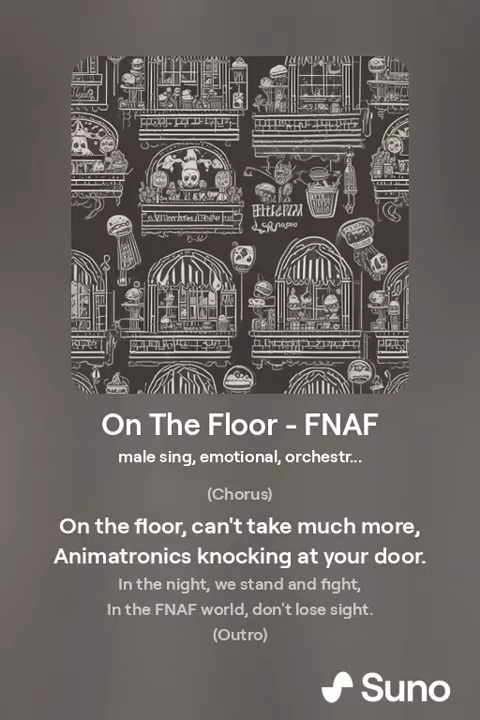 On The Floor - FNAF
male sing, emotional, orchestr...
(Chorus)
On the floor, can't take much more,
Animatronics knocking at your door.
In the night, we stand and fight,
In the FNAF world, don't lose sight.
(Outro)
Suno